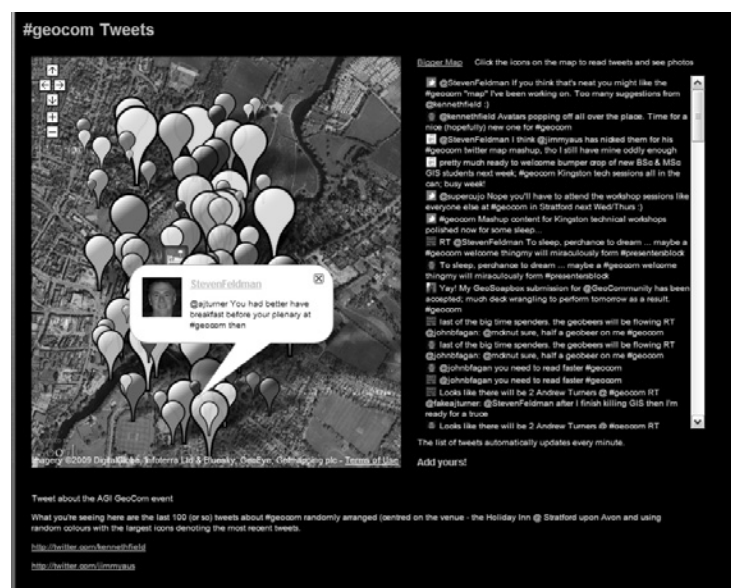 #geocom Tweets
Bigger Map Click the icons on the map to read tweets and see photos
@StevenFeldman If you think that's neat you might like the
#geocom "map" I've been working on. Too many suggestions from
@kennethfield :)
@kennethfield Avatars popping off all over the place. Time for a
nice (hopefully) new one for #geocom
@StevenFeldman I think @jimmyaus has nicked them for his
#geocom twitter map mashup, tho I still have mine oddly enough
pretty much ready to welcome bumper crop of new BSc & MSc
GIS students next week; #geocom Kingston tech sessions all in the
can; busy week!
@supercujo Nope you'll have to attend the workshop sessions like
everyone else at #geocom in Stratford next Wed/Thurs :)
#geocom Mashup content for Kingston technical workshops
polished now for some sleep...
RT @StevenFeldman To sleep, perchance to dream ... maybe a
#geocom welcome thingmy will miraculously form #presentersblock
To sleep, perchance to dream ... maybe a #geocom welcome
thingmy will miraculously form #presentersblock
Yay! My GeoSoapbox submission for @GeoCommunity has been
accepted; much deck wrangling to perform tomorrow as a result.
#geocom
last of the big time spenders. the geobeers will be flowing RT
@johnbfagan: @mdknut sure, half a geobeer on me #geocom
last of the big time spenders. the geobeers will be flowing RT
@johnbfagan: @mdknut sure, half a geobeer on me #geocom
@johnbfagan you need to read faster #geocom
@johnbfagan you need to read faster #geocom
Looks like there will be 2 Andrew Turners @ #geocom RT
@fakeajturner: @StevenFeldman after I finish killing GIS then I'm
ready for a truce
Looks like there will be 2 Andrew Turners @ #geocom RT
StevenFeldman
@ajturner You had better have
breakfast before your plenary at
#geocom then
Imagery ©2009 DigitalGlobe, Infoterra Ltd & Bluesky, GeoEye, Getmapping plc - Terms of Use
The list of tweets automatically updates every minute.
Add yours!
Tweet about the AGI GeoCom event
What you're seeing here are the last 100 (or so) tweets about #geocom randomly arranged (centred on the venue - the Holiday Inn @ Stratford upon Avon and using
random colours with the largest icons denoting the most recent tweets.
http://twitter.com/kennethfield
http://twitter.com/jimmyaus